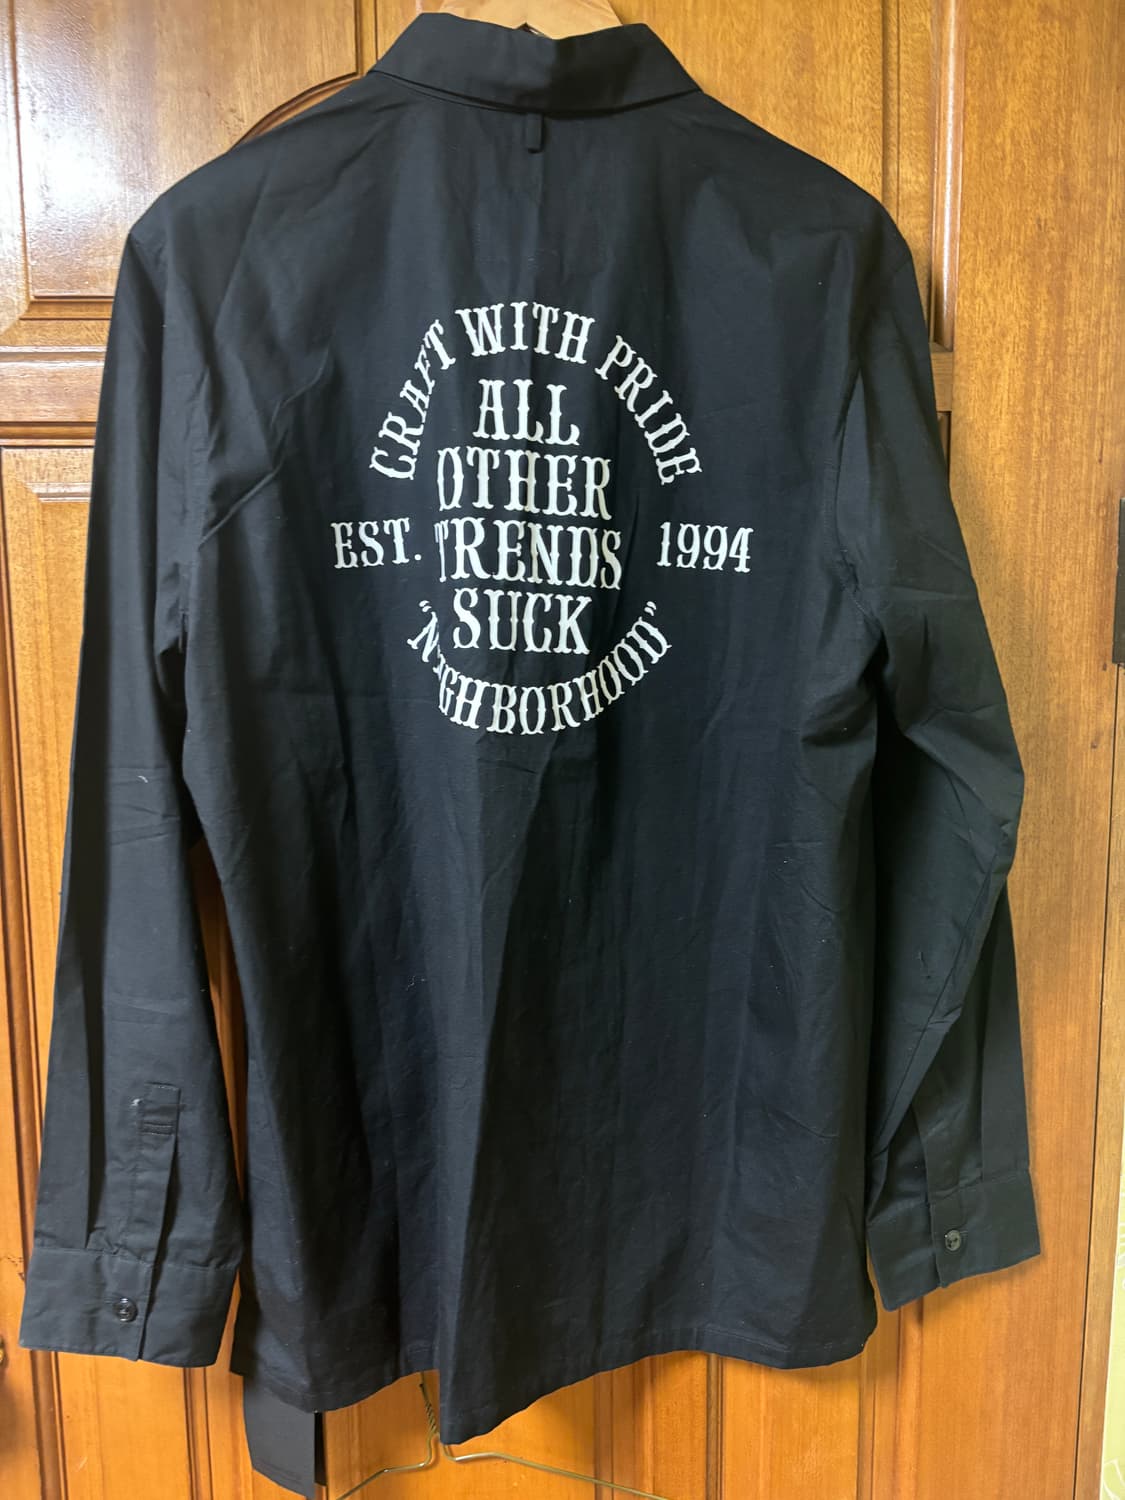 CRAFT WITH PRIDE
ALL
OTHER
TRENDS
SUCK
EST. 1994
"NEIGHBORHOOD"